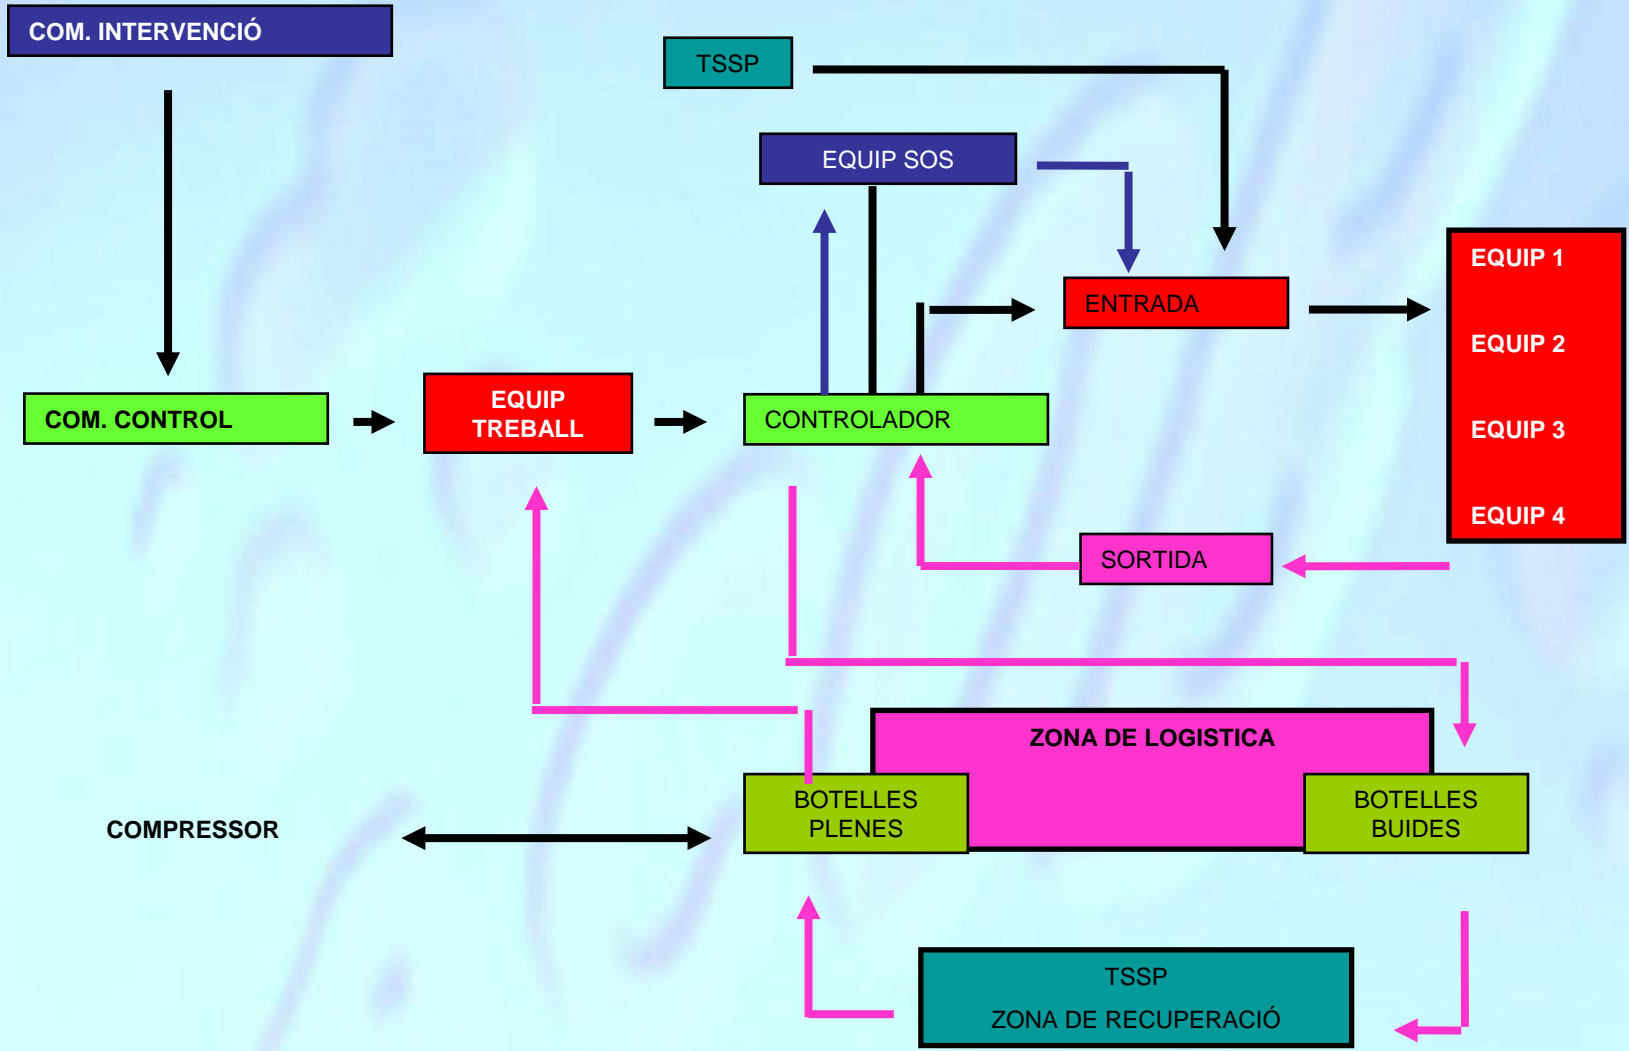 COM. INTERVENCIÓ
TSSP
EQUIP SOS
EQUIP 1
ENTRADA
EQUIP 2
COM. CONTROL
EQUIP
TREBALL
CONTROLADOR
EQUIP 3
EQUIP 4
SORTIDA
ZONA DE LOGISTICA
COMPRESSOR
BOTELLES
PLENES
BOTELLES
BUIDES
TSSP
ZONA DE RECUPERACIÓ